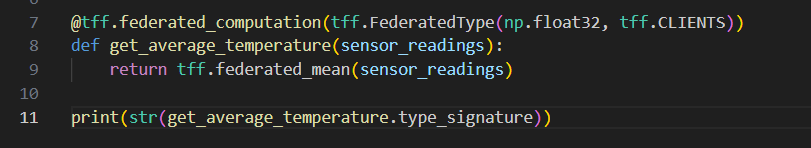 7 @tff.federated_computation(tff.FederatedType(np.float32, tff.CLIENTS))
8 def get_average_temperature(sensor_readings):
9     return tff.federated_mean(sensor_readings)
10
11 print(str(get_average_temperature.type_signature))